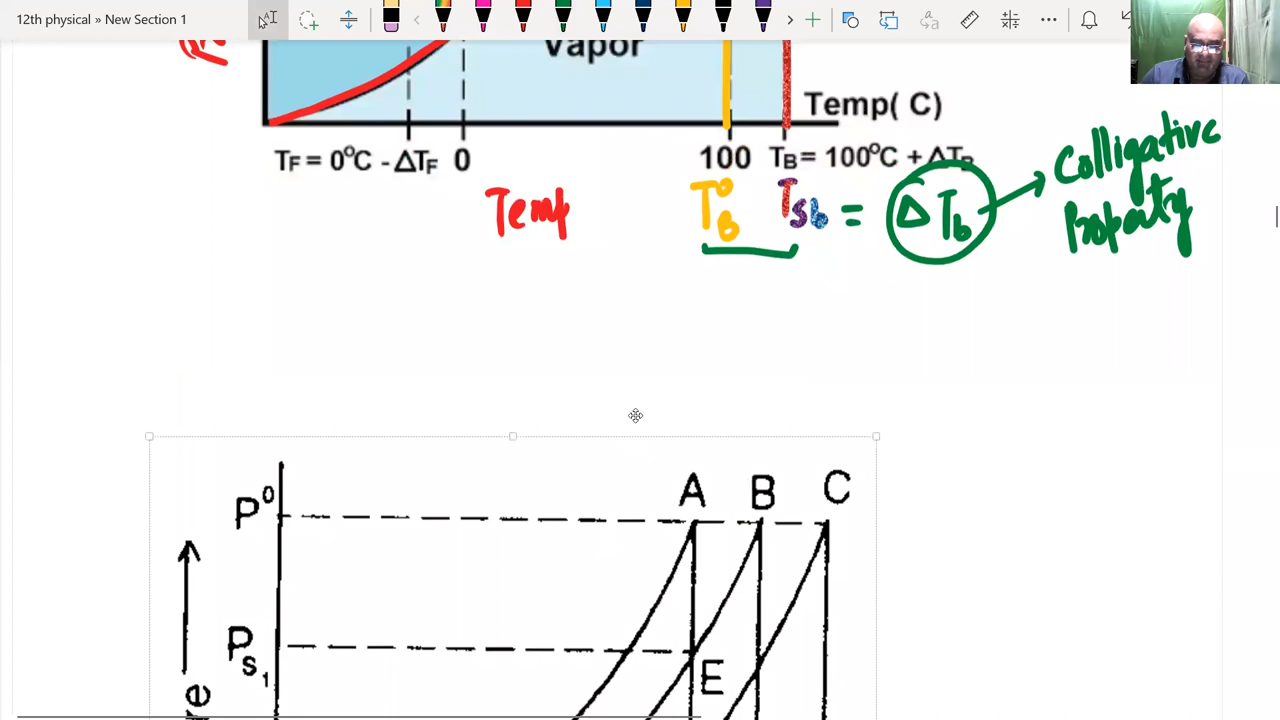 12th physical » New Section 1
Vapor
Temp( C)
TF = 0°C - ΔTF 0 100 TB = 100°C + ΔTB
Temp T°B Tsb = ΔTb
Colligative
Property
A B C
P°
Ps1
E
re